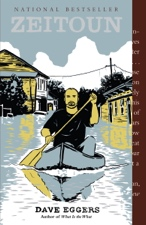 NATIONAL BESTSELLER
ZEITOUN
DAVE EGGERS
Author of What Is the What